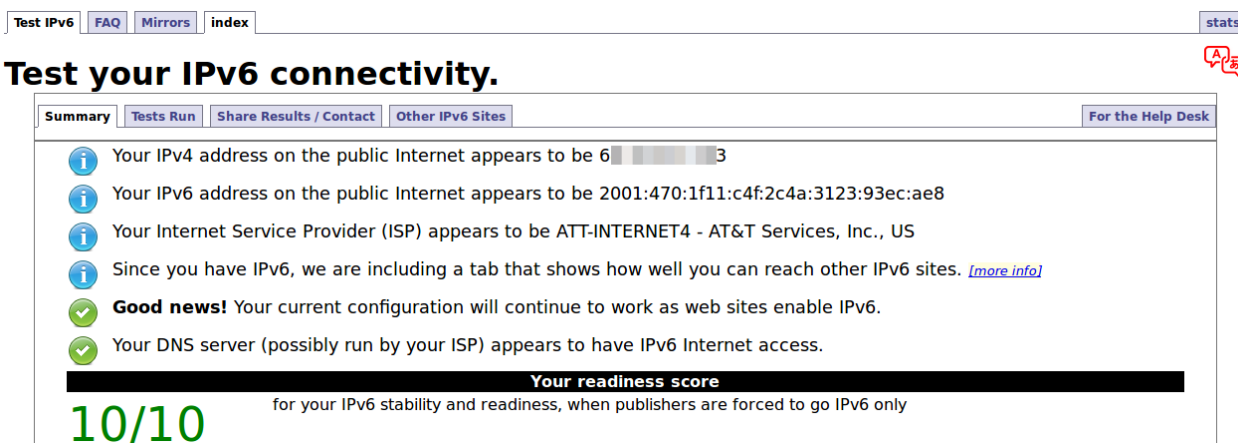 Test IPv6 FAQ Mirrors index stats
Test your IPv6 connectivity.
Summary Tests Run Share Results / Contact Other IPv6 Sites For the Help Desk
Your IPv4 address on the public Internet appears to be 6 3
Your IPv6 address on the public Internet appears to be 2001:470:1f11:c4f:2c4a:3123:93ec:ae8
Your Internet Service Provider (ISP) appears to be ATT-INTERNET4 - AT&T Services, Inc., US
Since you have IPv6, we are including a tab that shows how well you can reach other IPv6 sites. [more info]
Good news! Your current configuration will continue to work as web sites enable IPv6.
Your DNS server (possibly run by your ISP) appears to have IPv6 Internet access.
Your readiness score
10/10 for your IPv6 stability and readiness, when publishers are forced to go IPv6 only